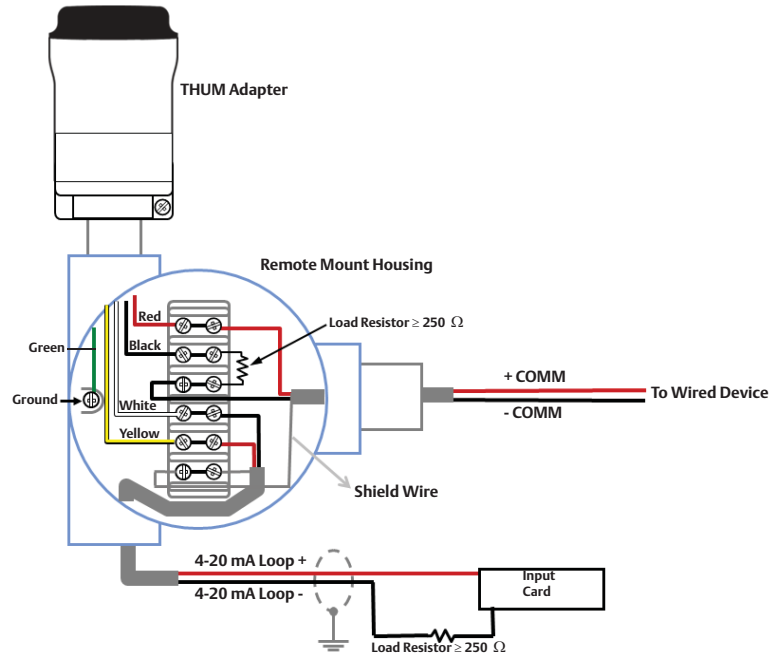 THUM Adapter
Remote Mount Housing
Red
Load Resistor ≥ 250 Ω
Black
Green
Ground
White
Yellow
+ COMM
- COMM
To Wired Device
Shield Wire
4-20 mA Loop +
4-20 mA Loop -
Input
Card
Load Resistor ≥ 250 Ω